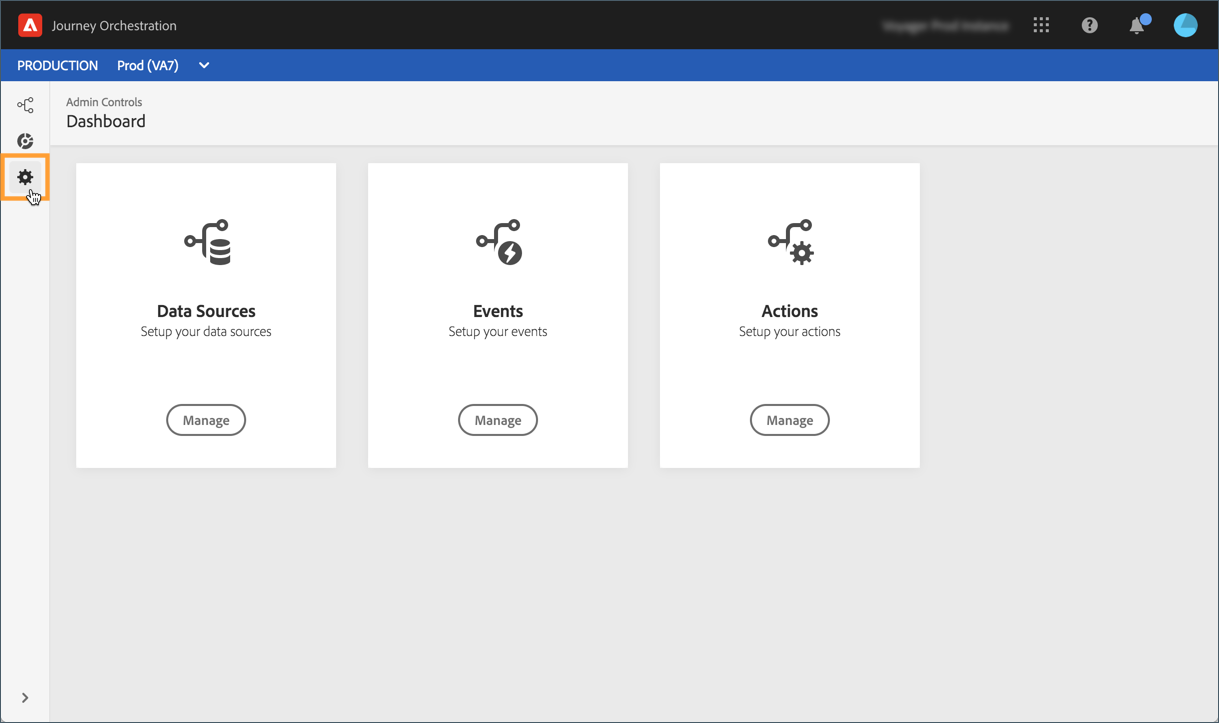 Journey Orchestration
PRODUCTION Prod (VA7)
Admin Controls
Dashboard
Data Sources
Setup your data sources
Manage
Events
Setup your events
Manage
Actions
Setup your actions
Manage